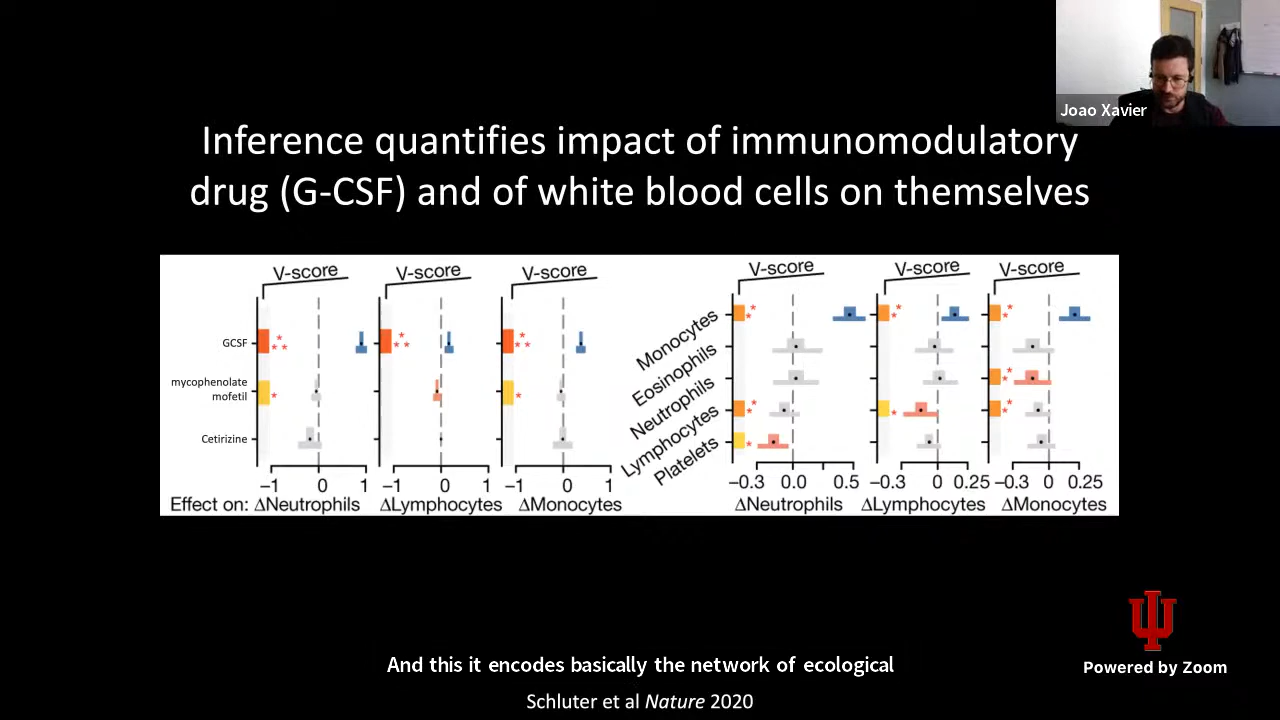 Joao Xavier
Inference quantifies impact of immunomodulatory
drug (G-CSF) and of white blood cells on themselves
V-score V-score V-score V-score V-score V-score
GCSF
mycophenolate
mofetil
Cetirizine
Monocytes
Eosinophils
Neutrophils
Lymphocytes
Platelets
−1 0 1 −1 0 1 −1 0 1 −0.3 0.0 0.5 −0.3 0 0.25 −0.3 0 0.25
Effect on: ΔNeutrophils ΔLymphocytes ΔMonocytes ΔNeutrophils ΔLymphocytes ΔMonocytes
And this it encodes basically the network of ecological
Powered by Zoom
Schluter et al Nature 2020